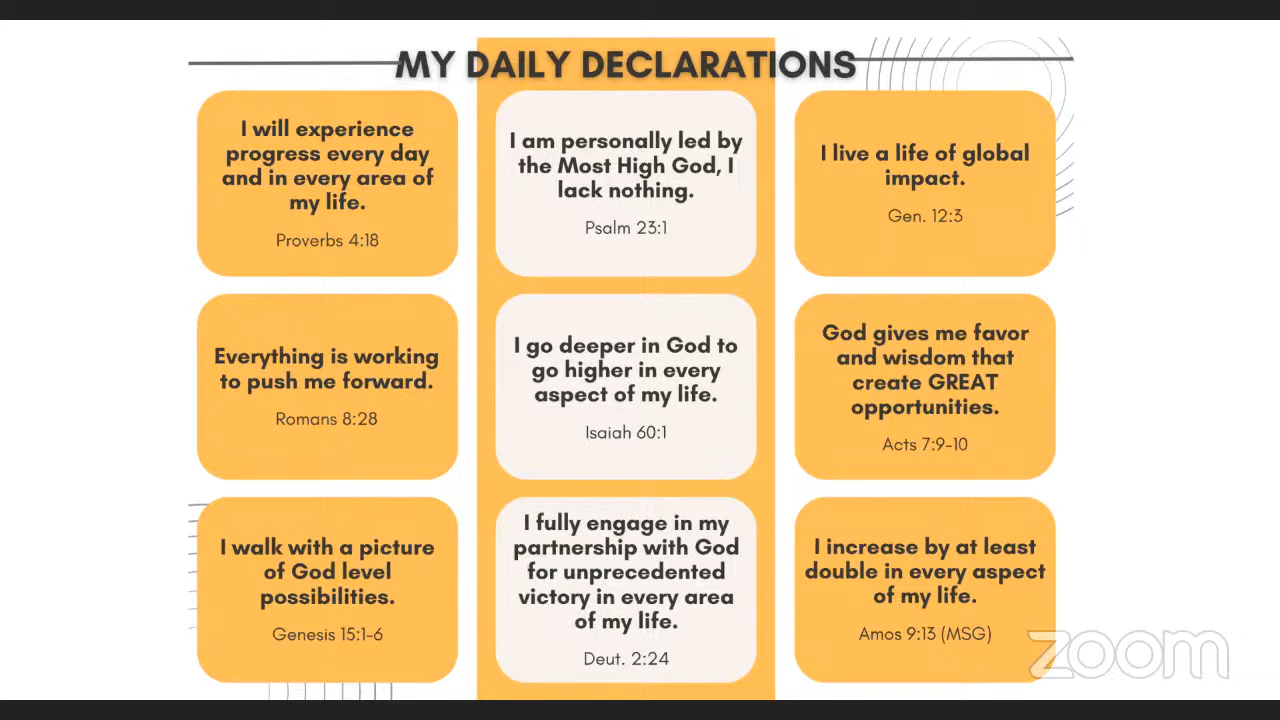 MY DAILY DECLARATIONS
I will experience
progress every day
and in every area of
my life.
Proverbs 4:18
I am personally led by
the Most High God, I
lack nothing.
Psalm 23:1
I live a life of global
impact.
Gen. 12:3
Everything is working
to push me forward.
Romans 8:28
I go deeper in God to
go higher in every
aspect of my life.
Isaiah 60:1
God gives me favor
and wisdom that
create GREAT
opportunities.
Acts 7:9-10
I walk with a picture
of God level
possibilities.
Genesis 15:1-6
I fully engage in my
partnership with God
for unprecedented
victory in every area
of my life.
Deut. 2:24
I increase by at least
double in every aspect
of my life.
Amos 9:13 (MSG)
zoom